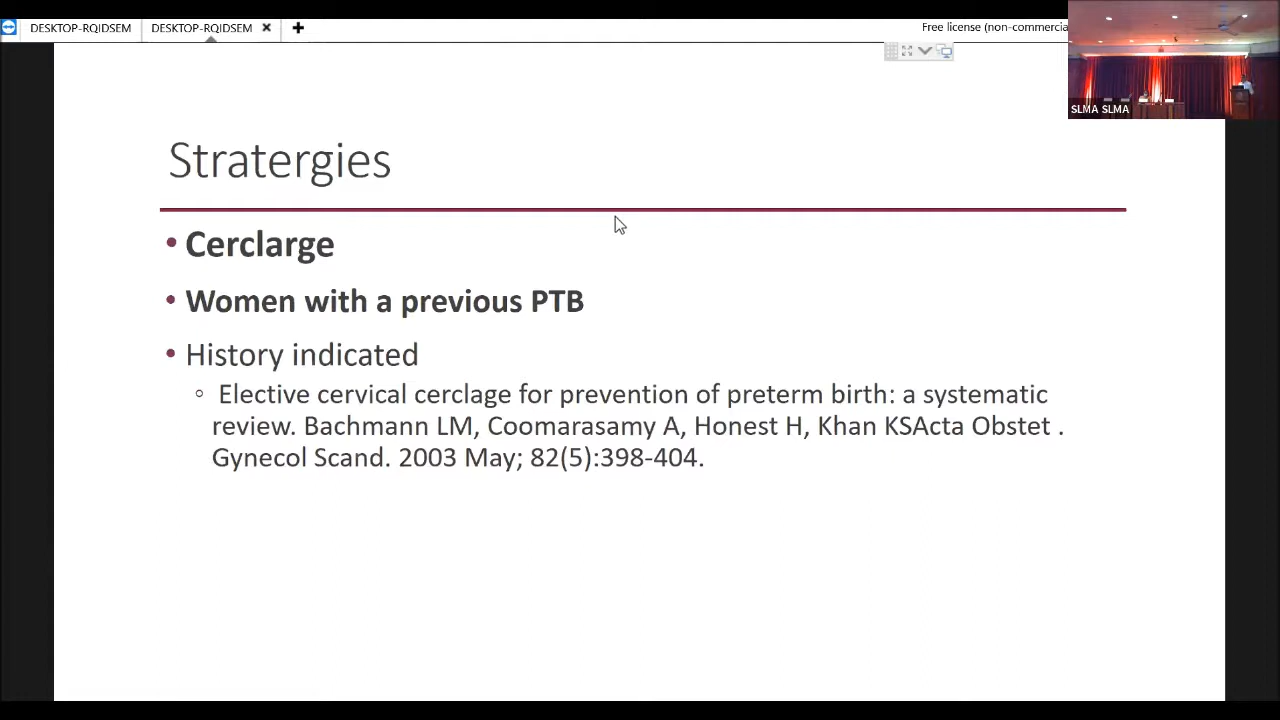 DESKTOP-RQIDSEM
DESKTOP-RQIDSEM
Free license (non-commercia
SLMA SLMA
Stratergies
• Cerclarge
• Women with a previous PTB
• History indicated
◦ Elective cervical cerclage for prevention of preterm birth: a systematic
review. Bachmann LM, Coomarasamy A, Honest H, Khan KSActa Obstet .
Gynecol Scand. 2003 May; 82(5):398-404.